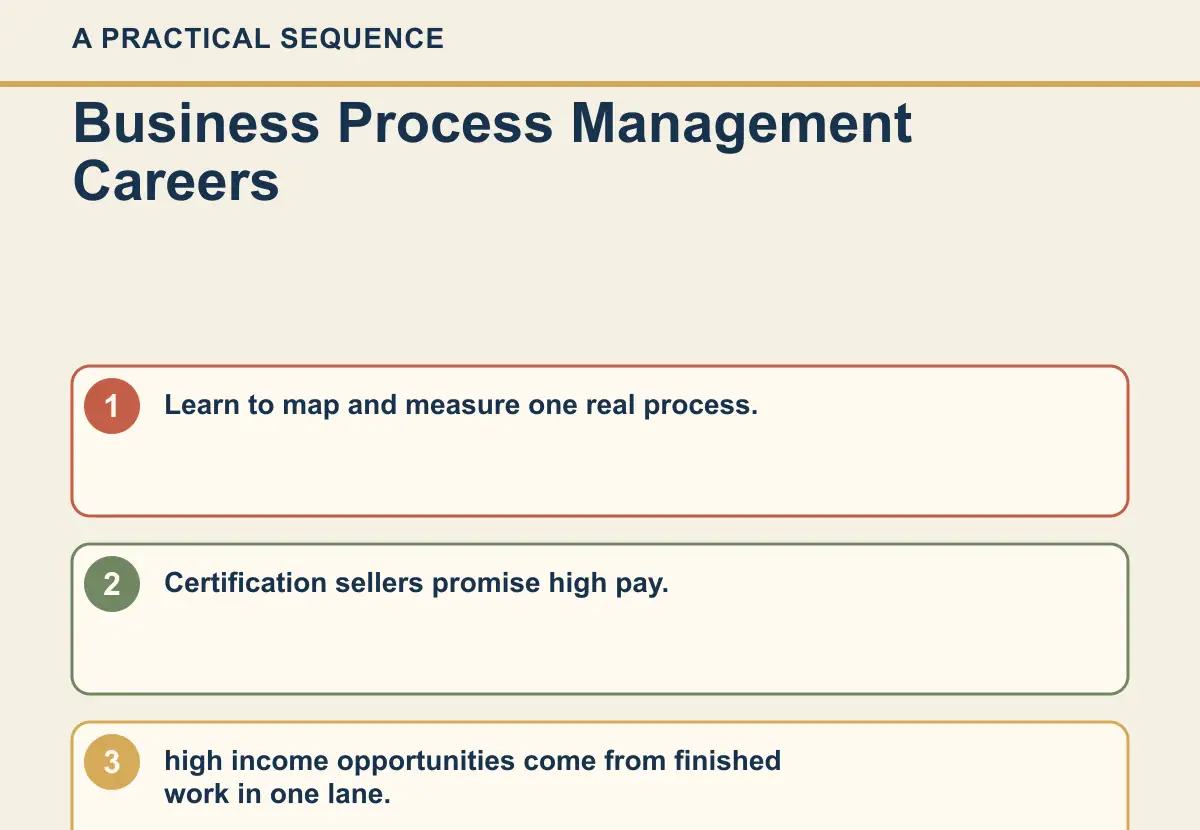 A PRACTICAL SEQUENCE
Business Process Management
Careers
1
Learn to map and measure one real process.
2
Certification sellers promise high pay.
3
high income opportunities come from finished
work in one lane.